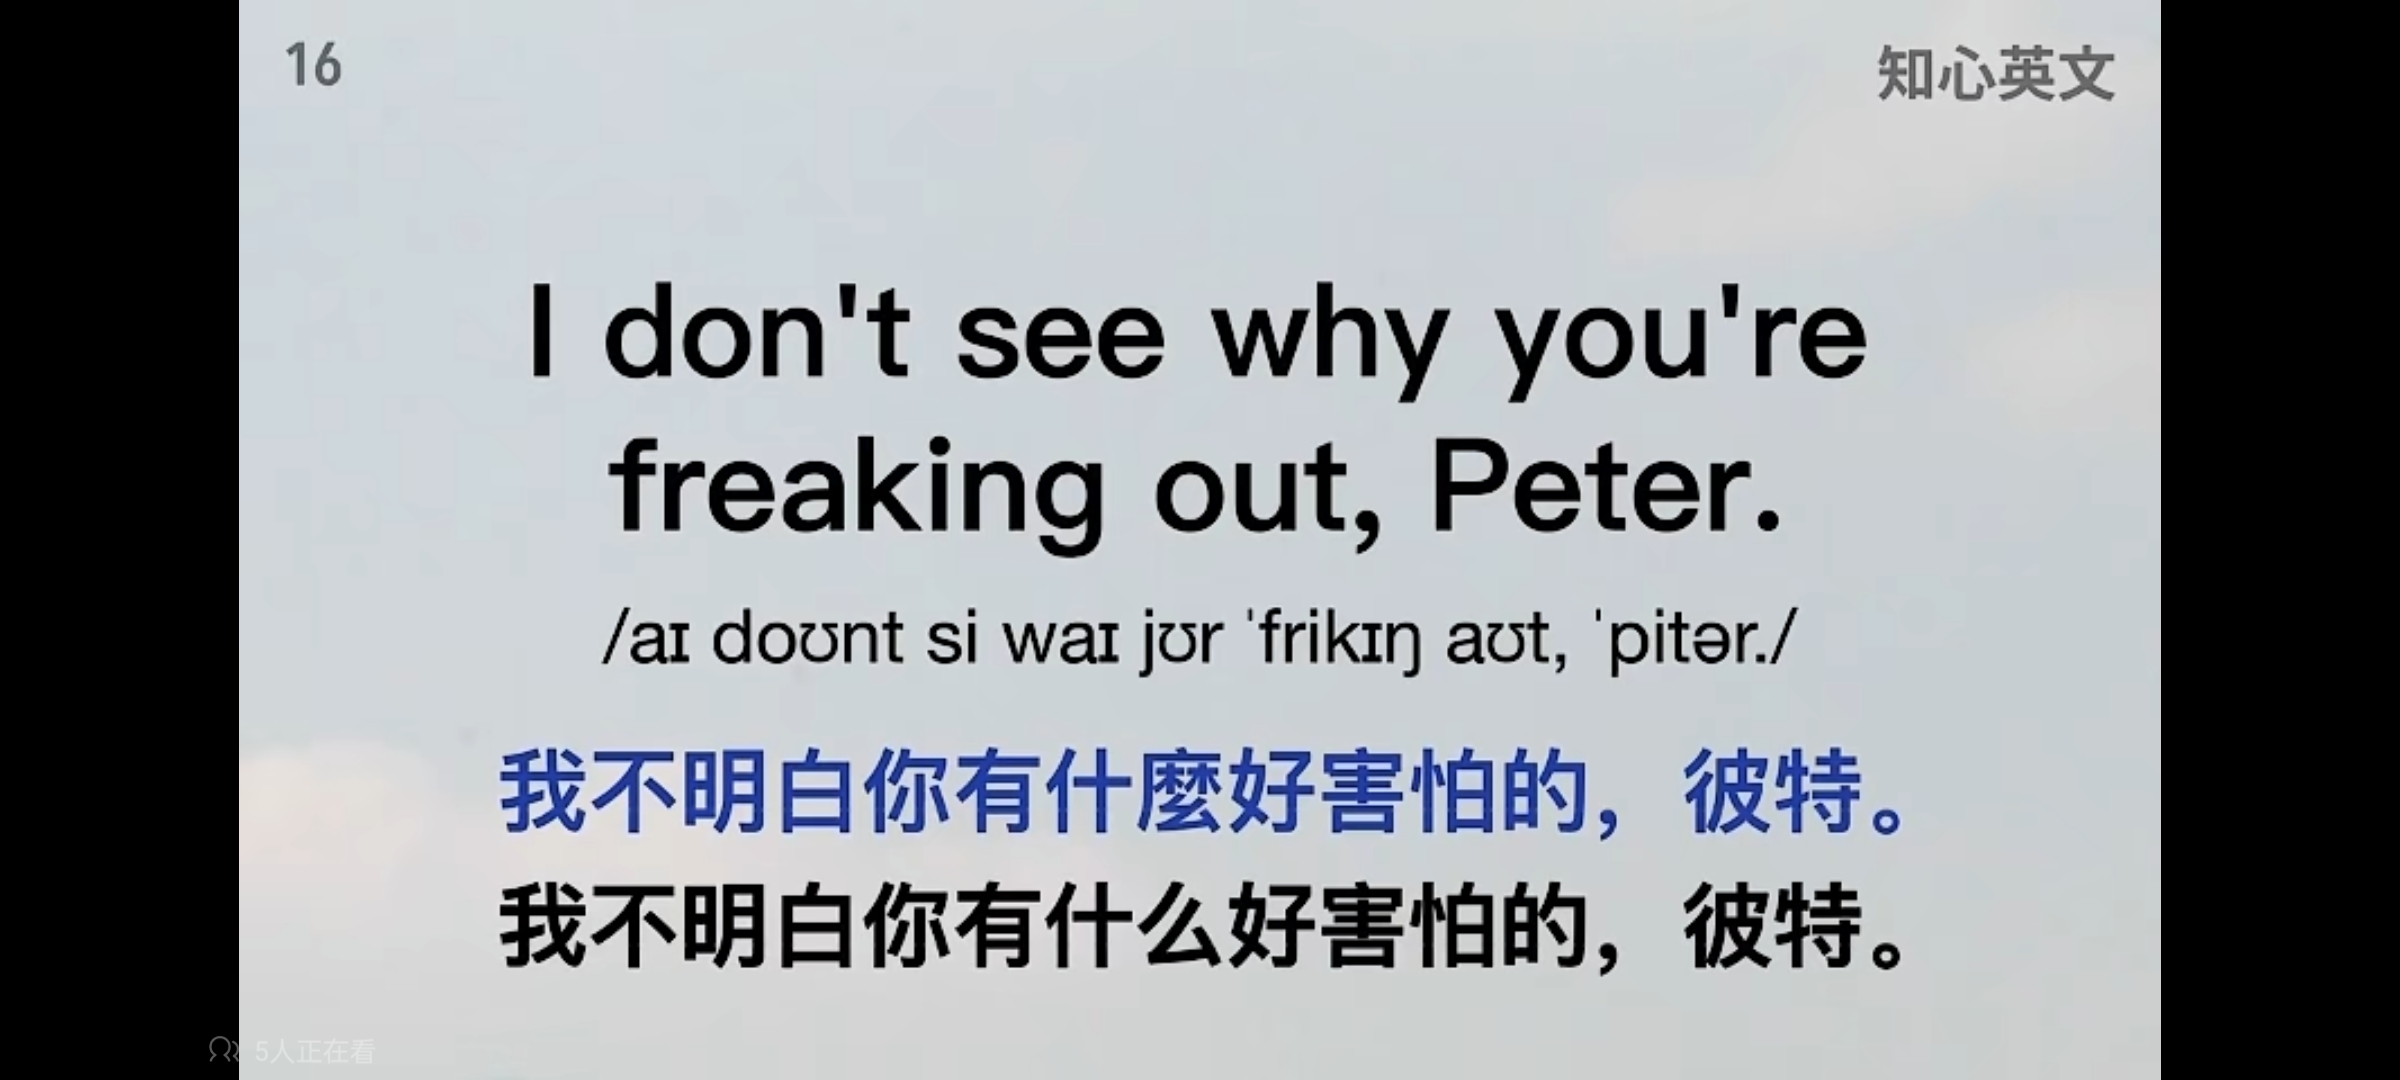 16
知心英文
I don't see why you're
freaking out, Peter.
/aɪ doʊnt si waɪ jʊr ˈfrikɪŋ aʊt, ˈpitər./
我不明白你有什麼好害怕的，彼特。
我不明白你有什么好害怕的，彼特。
5人正在看